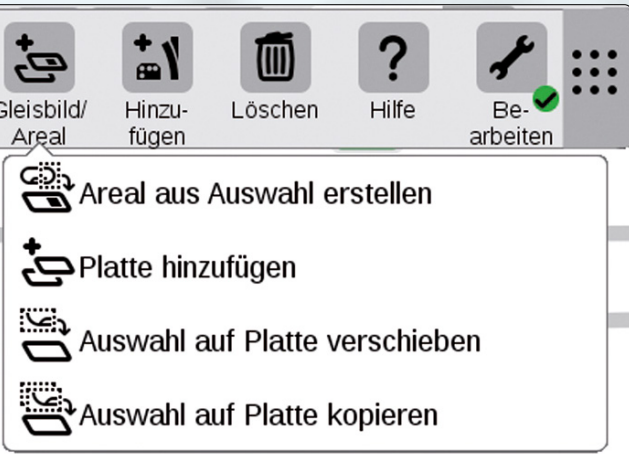 Gleisbild/
Areal
Hinzu-
fügen
Löschen
Hilfe
Be-
arbeiten
Areal aus Auswahl erstellen
Platte hinzufügen
Auswahl auf Platte verschieben
Auswahl auf Platte kopieren